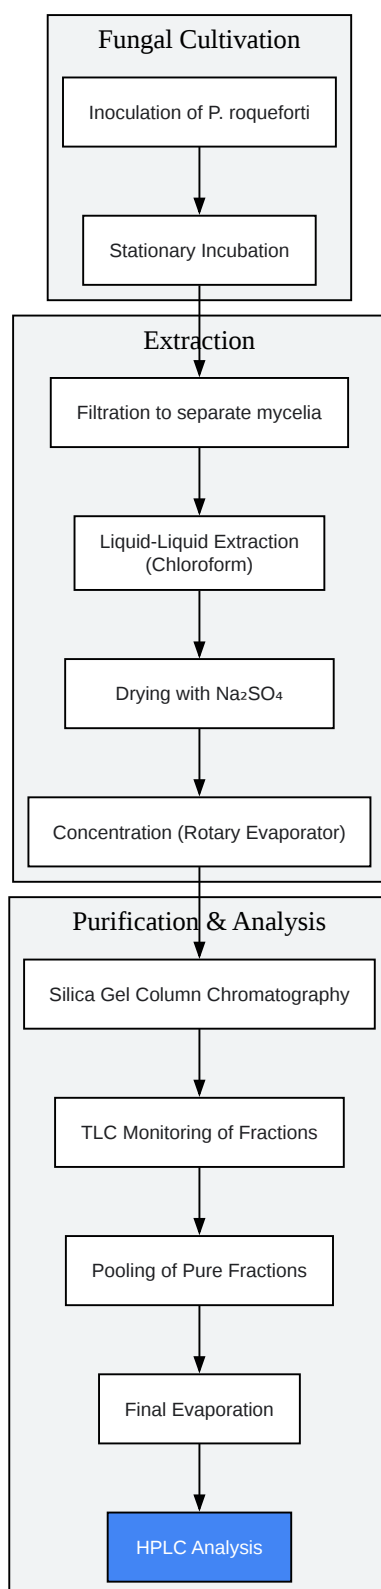 Fungal Cultivation
Inoculation of P. roqueforti
Stationary Incubation
Extraction
Filtration to separate mycelia
Liquid-Liquid Extraction
(Chloroform)
Drying with Na₂SO₄
Concentration (Rotary Evaporator)
Purification & Analysis
Silica Gel Column Chromatography
TLC Monitoring of Fractions
Pooling of Pure Fractions
Final Evaporation
HPLC Analysis